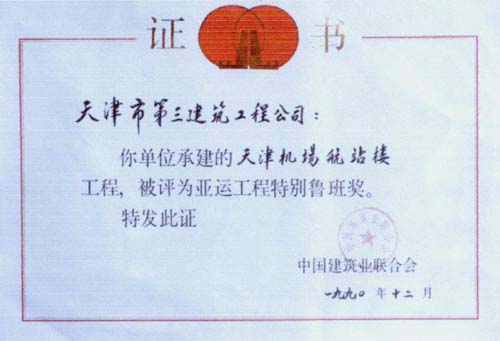 证书
天津市第三建筑工程公司：
你单位承建的天津机場航站楼
工程，被评为亚运工程特别鲁班奖。
特发此证
中国建筑业联合会
一九九〇年十二月